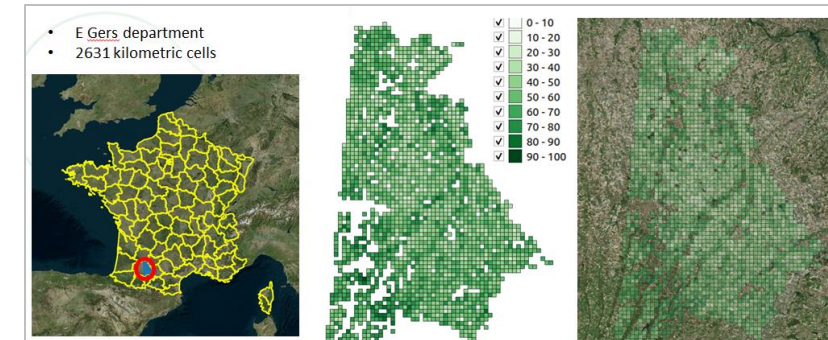 • E Gers department
• 2631 kilometric cells
0 - 10
10 - 20
20 - 30
30 - 40
40 - 50
50 - 60
60 - 70
70 - 80
80 - 90
90 - 100